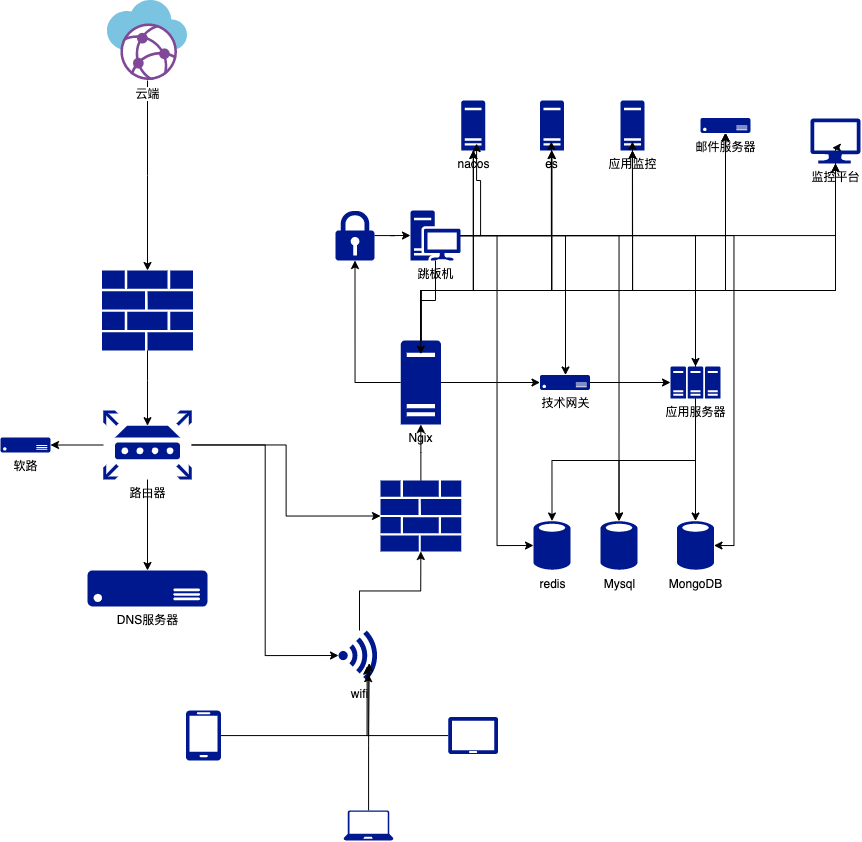 云端
nacos
es
应用监控
邮件服务器
监控平台
跳板机
技术网关
应用服务器
Ngix
软路
路由器
redis
Mysql
MongoDB
DNS服务器
wifi